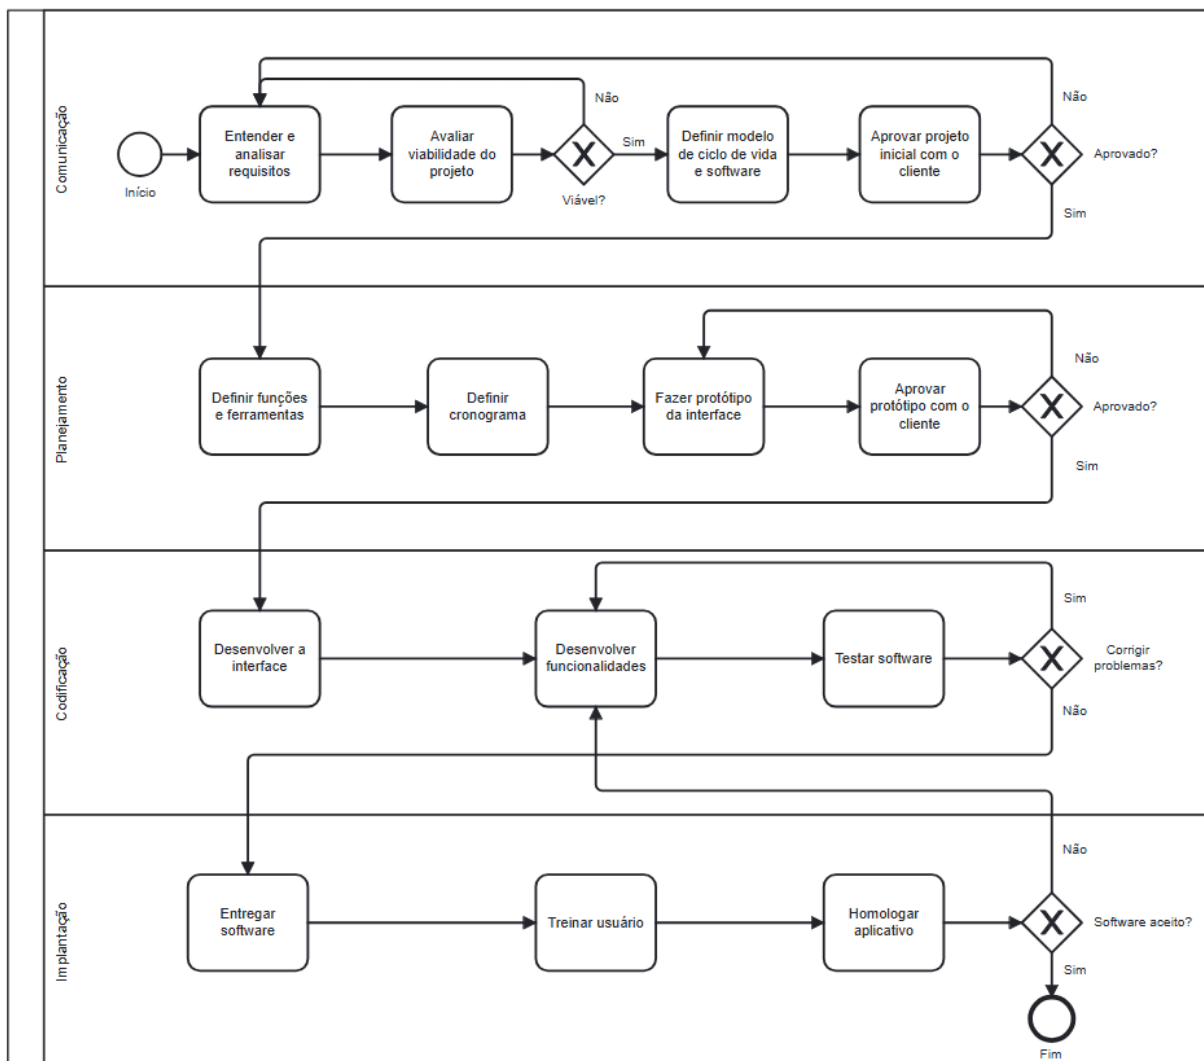 Comunicação
Início
Entender e
analisar
requisitos
Avaliar
viabilidade do
projeto
Não
Sim
Viável?
Definir modelo
de ciclo de vida
e software
Aprovar projeto
inicial com o
cliente
Não
Aprovado?
Sim
Planejamento
Definir funções
e ferramentas
Definir
cronograma
Fazer protótipo
da interface
Aprovar
protótipo com o
cliente
Não
Aprovado?
Sim
Codificação
Desenvolver a
interface
Desenvolver
funcionalidades
Testar software
Sim
Corrigir
problemas?
Não
Implantação
Entregar
software
Treinar usuário
Homologar
aplicativo
Não
Software aceito?
Sim
Fim